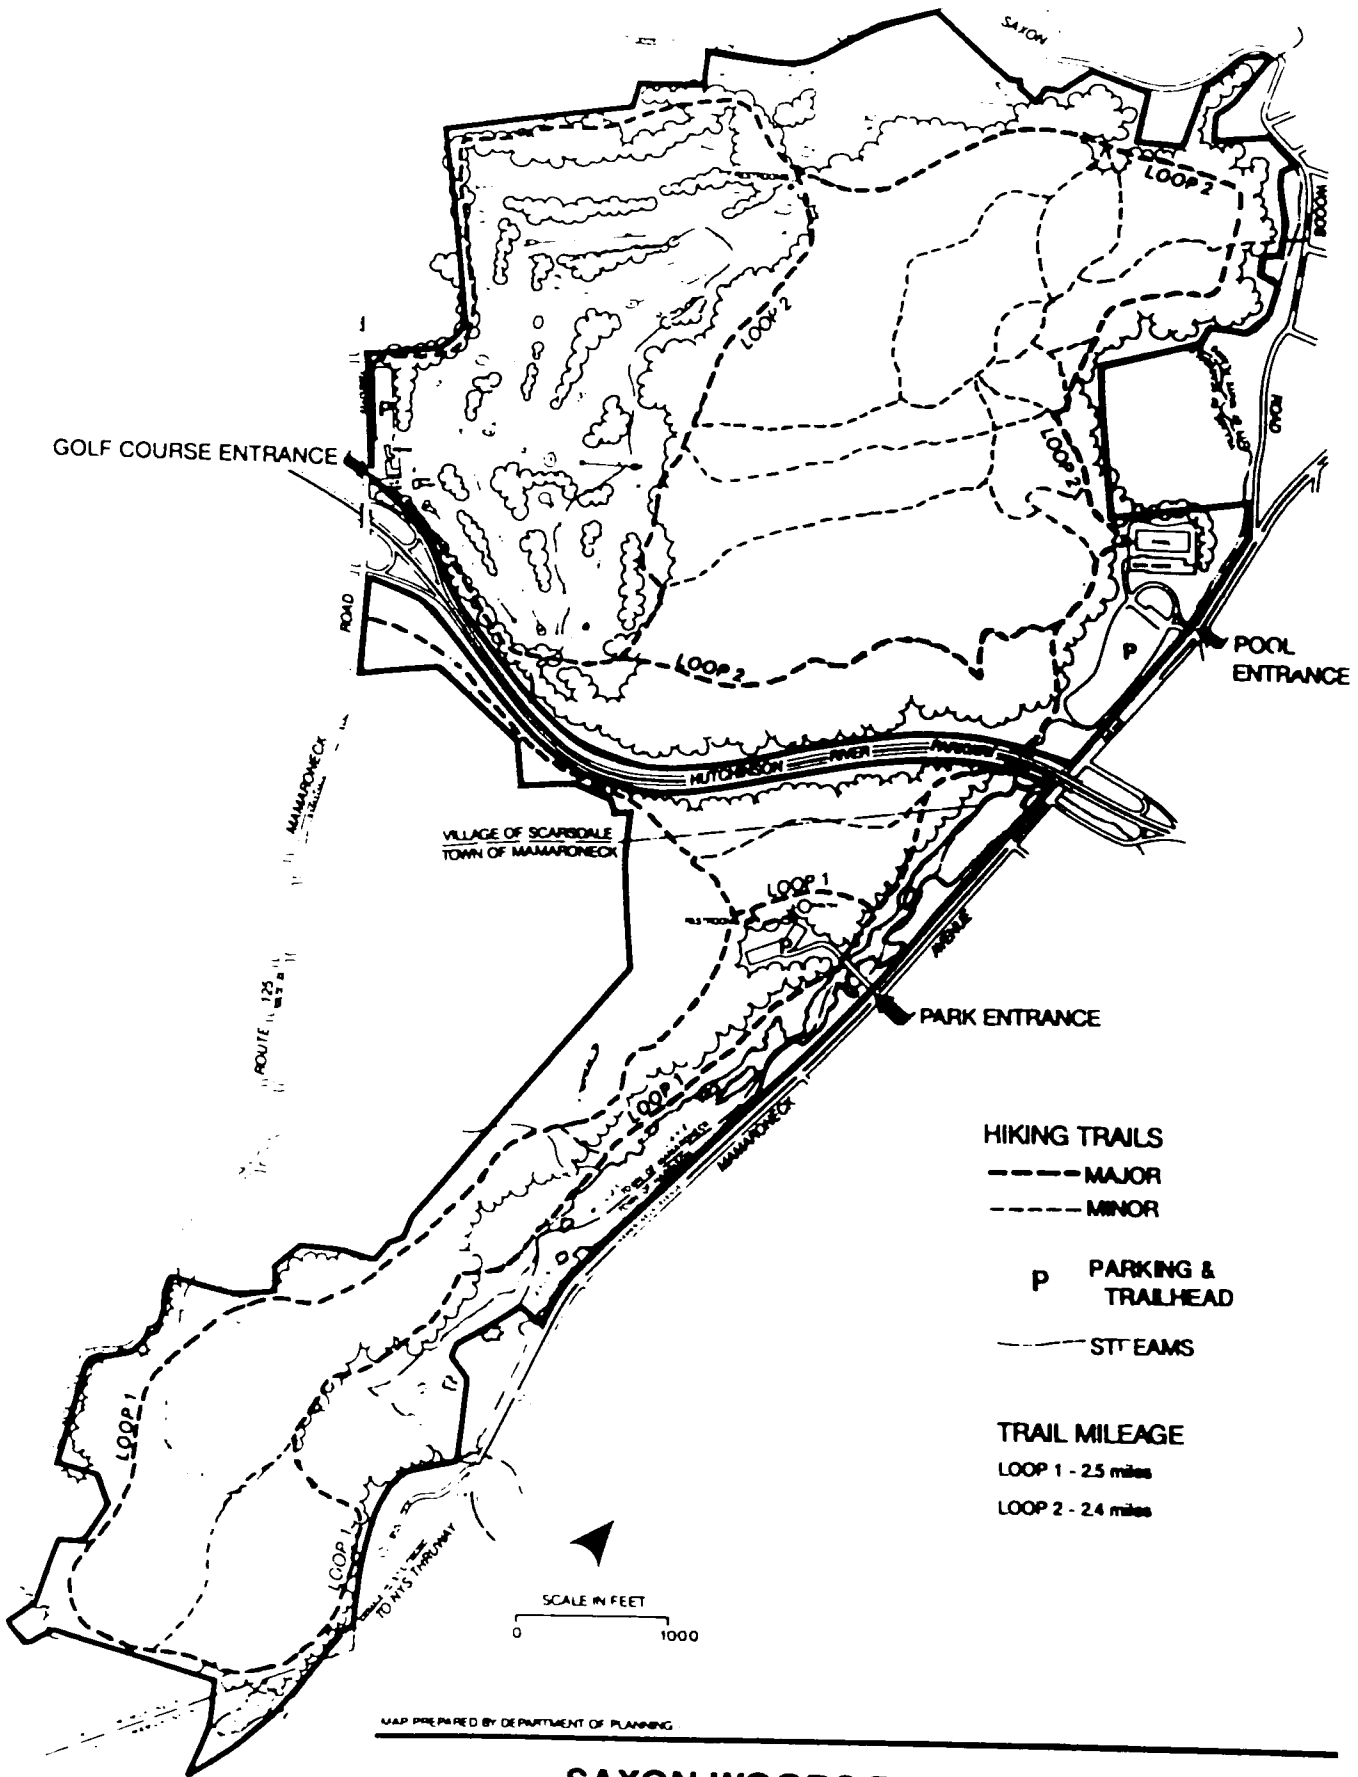 SAXON
WOODS
ROAD
LOOP 2
LOOP 2
LOOP 2
LOOP 2
GOLF COURSE ENTRANCE
P
POOL
ENTRANCE
ROAD
MAMARONECK
HUTCHINSON RIVER PARKWAY
VILLAGE OF SCARSDALE
TOWN OF MAMARONECK
LOOP 1
P
AVENUE
PARK ENTRANCE
ROUTE 125
LOOP 1
MAMARONECK
HIKING TRAILS
MAJOR
MINOR
P PARKING &
TRAILHEAD
STREAMS
TRAIL MILEAGE
LOOP 1 - 2.5 miles
LOOP 2 - 2.4 miles
LOOP 1
LOOP 1
TO NYS THRUWAY
SCALE IN FEET
0 1000
MAP PREPARED BY DEPARTMENT OF PLANNING